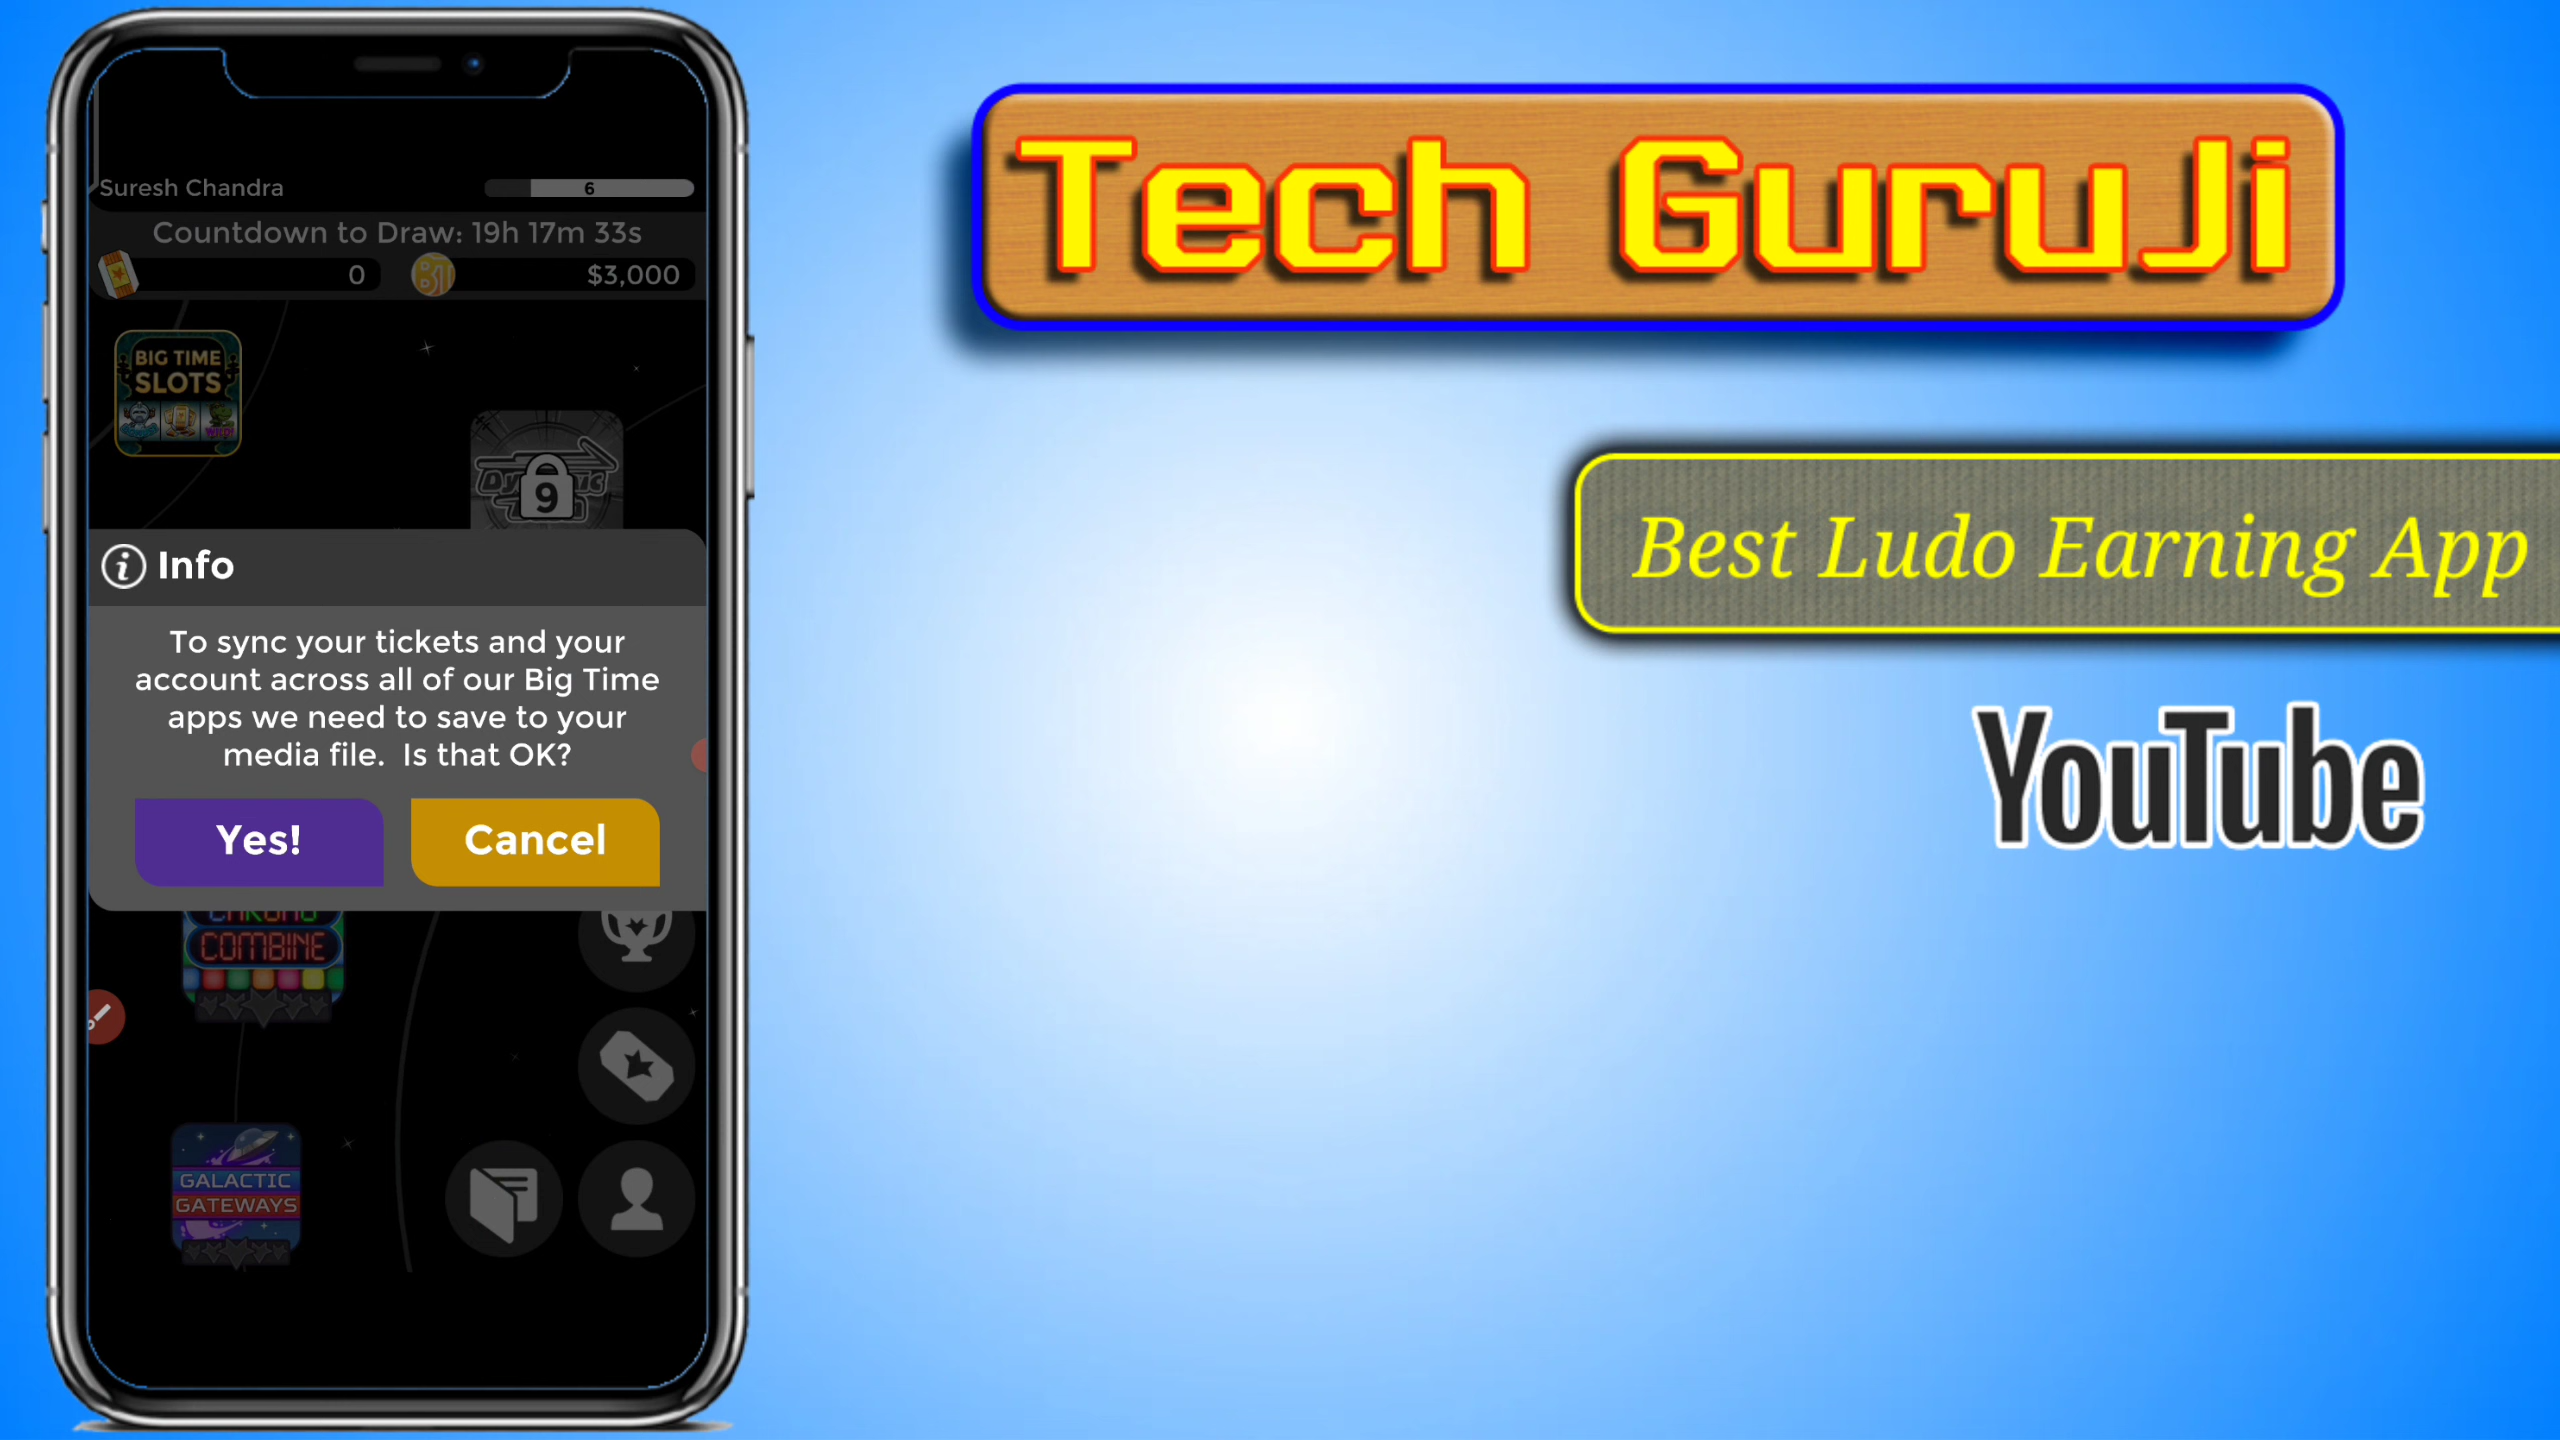 Tech GuruJi
Suresh Chandra
6
Countdown to Draw: 19h 17m 33s
0
$3,000
BIG TIME
SLOTS
9
Best Ludo Earning App
Info
To sync your tickets and your
account across all of our Big Time
apps we need to save to your
media file. Is that OK?
Yes!
Cancel
YouTube
COMBINE
GALACTIC
GATEWAYS